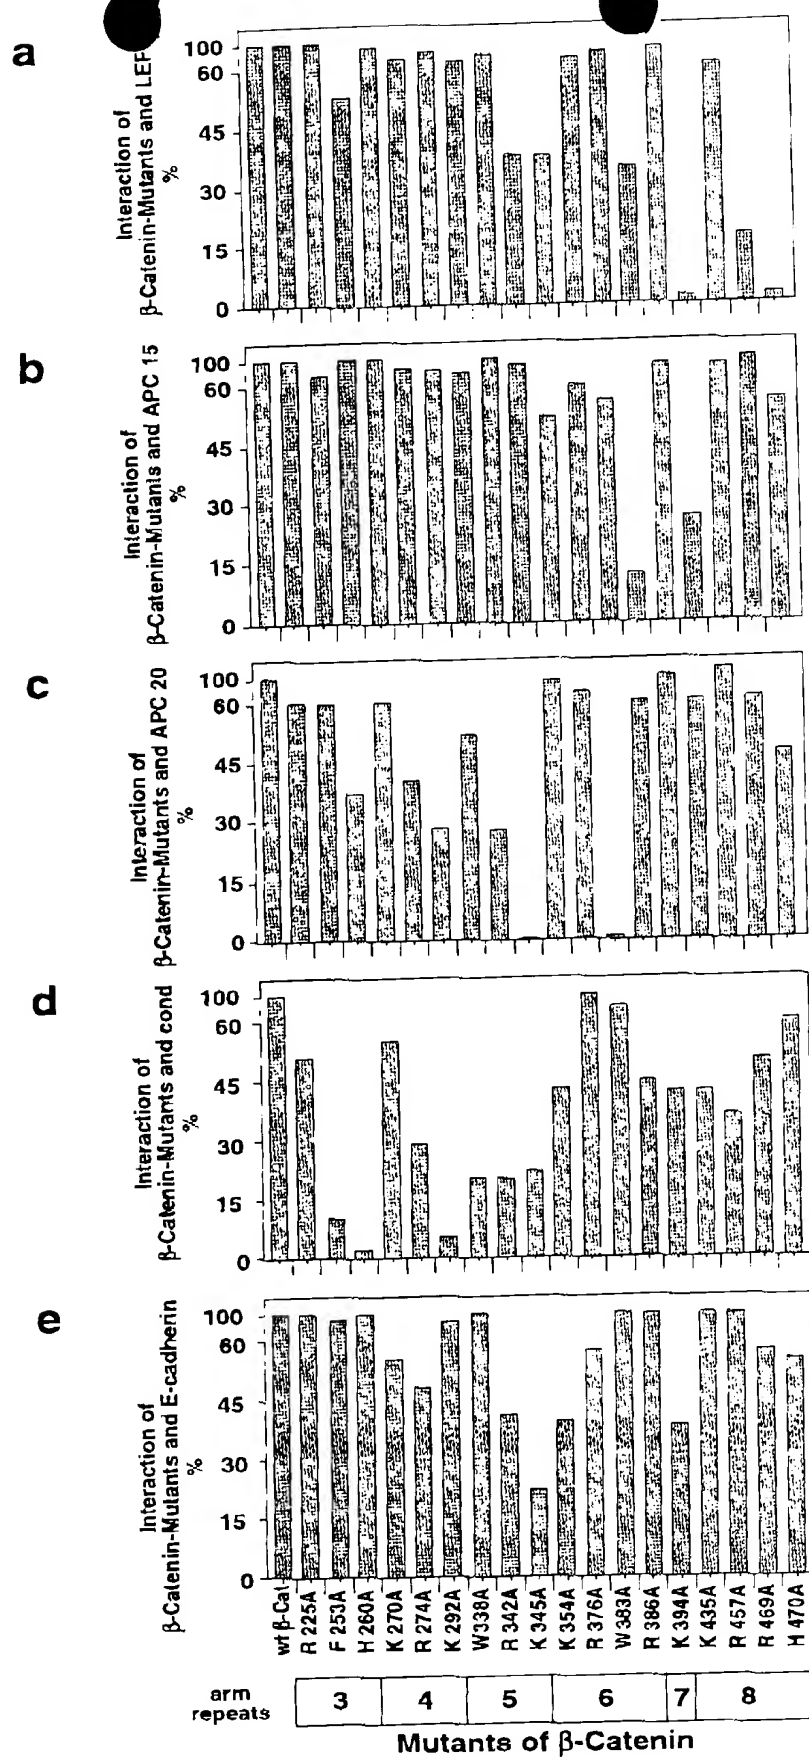 a
Interaction of
β-Catenin-Mutants and LEF
%
100
60
45
30
15
0
b
Interaction of
β-Catenin-Mutants and APC 15
%
100
60
45
30
15
0
c
Interaction of
β-Catenin-Mutants and APC 20
%
100
60
45
30
15
0
d
Interaction of
β-Catenin-Mutants and cond
%
100
60
45
30
15
0
e
Interaction of
β-Catenin-Mutants and E-cadherin
%
100
60
45
30
15
0
wt β-Cat
R 225A
F 253A
H 260A
K 270A
R 274A
K 292A
W338A
R 342A
K 345A
K 354A
R 376A
W383A
R 386A
K 394A
K 435A
R 457A
R 469A
H 470A
arm
repeats
3 4 5 6 7 8
Mutants of β-Catenin